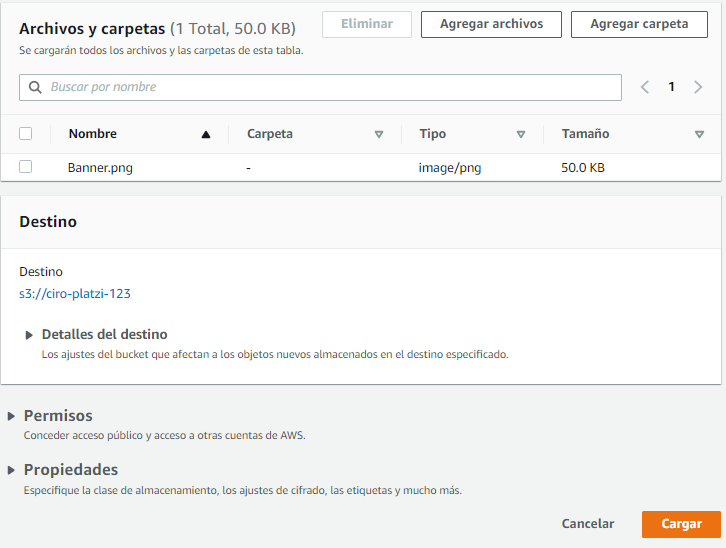 Archivos y carpetas (1 Total, 50.0 KB)
Eliminar
Agregar archivos
Agregar carpeta
Se cargarán todos los archivos y las carpetas de esta tabla.
Buscar por nombre
1
Nombre Carpeta Tipo Tamaño
Banner.png - image/png 50.0 KB
Destino
Destino
s3://ciro-platzi-123
Detalles del destino
Los ajustes del bucket que afectan a los objetos nuevos almacenados en el destino especificado.
Permisos
Conceder acceso público y acceso a otras cuentas de AWS.
Propiedades
Especifique la clase de almacenamiento, los ajustes de cifrado, las etiquetas y mucho más.
Cancelar
Cargar